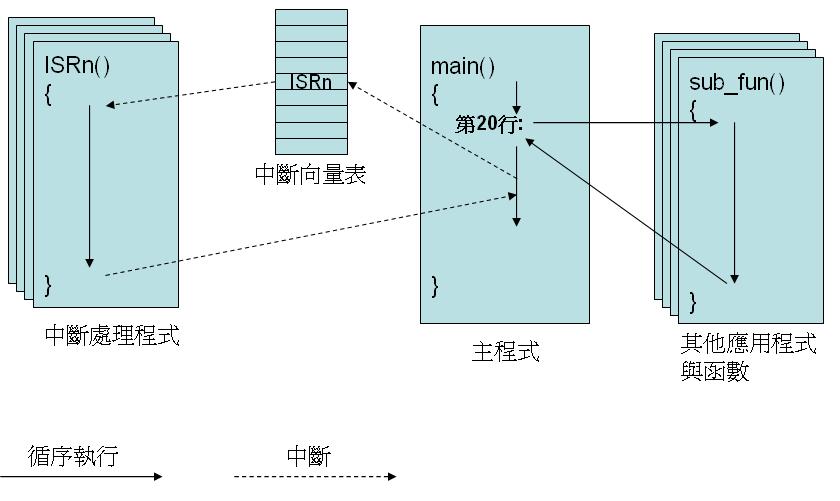 ISRn()
{
}
中斷處理程式
ISRn
中斷向量表
main()
{
第20行:
}
主程式
sub_fun()
{
}
其他應用程式
與函數
循序執行
中斷